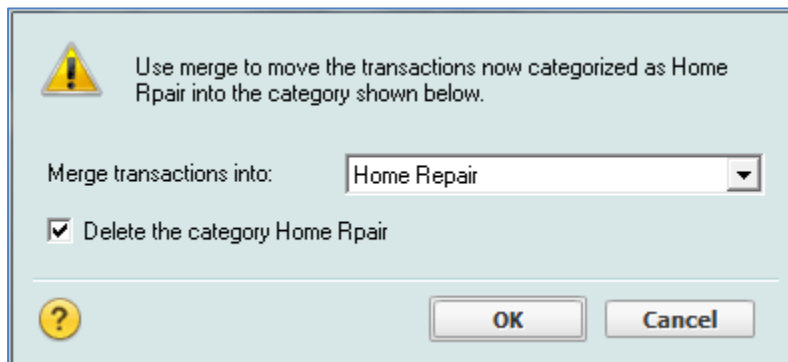 Use merge to move the transactions now categorized as Home
Rpair into the category shown below.
Merge transactions into: Home Repair
Delete the category Home Rpair
? OK Cancel